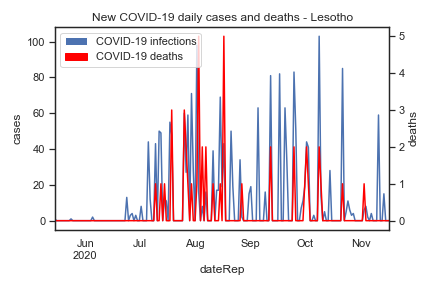 New COVID-19 daily cases and deaths - Lesotho
COVID-19 infections
COVID-19 deaths
100
80
60
40
20
0
cases
5
4
3
2
1
0
deaths
Jun Jul Aug Sep Oct Nov
2020
dateRep